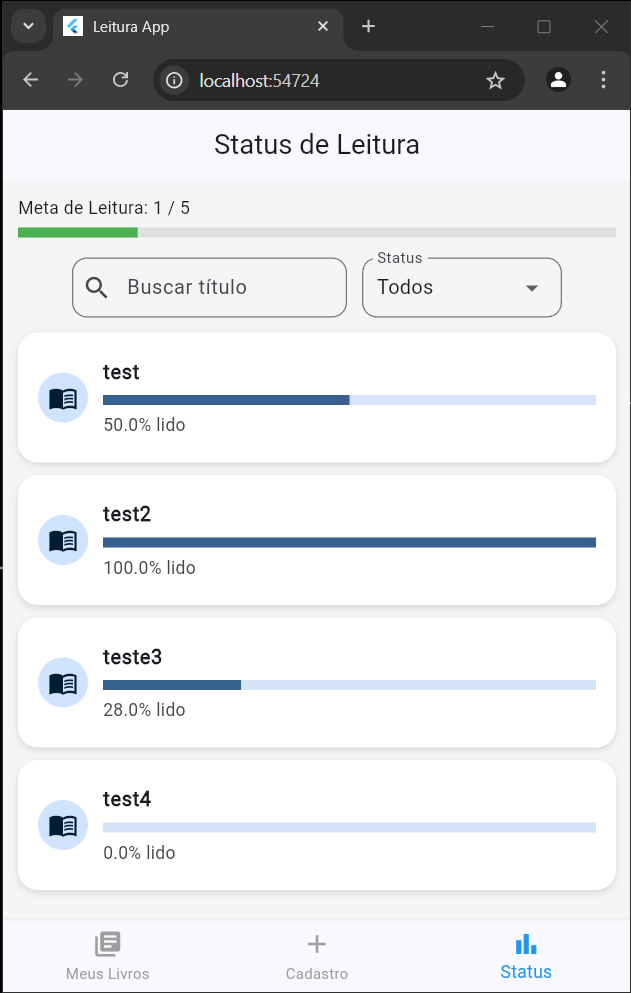 Leitura App
localhost:54724
Status de Leitura
Meta de Leitura: 1 / 5
Buscar título
Status
Todos
test
50.0% lido
test2
100.0% lido
teste3
28.0% lido
test4
0.0% lido
Meus Livros
Cadastro
Status